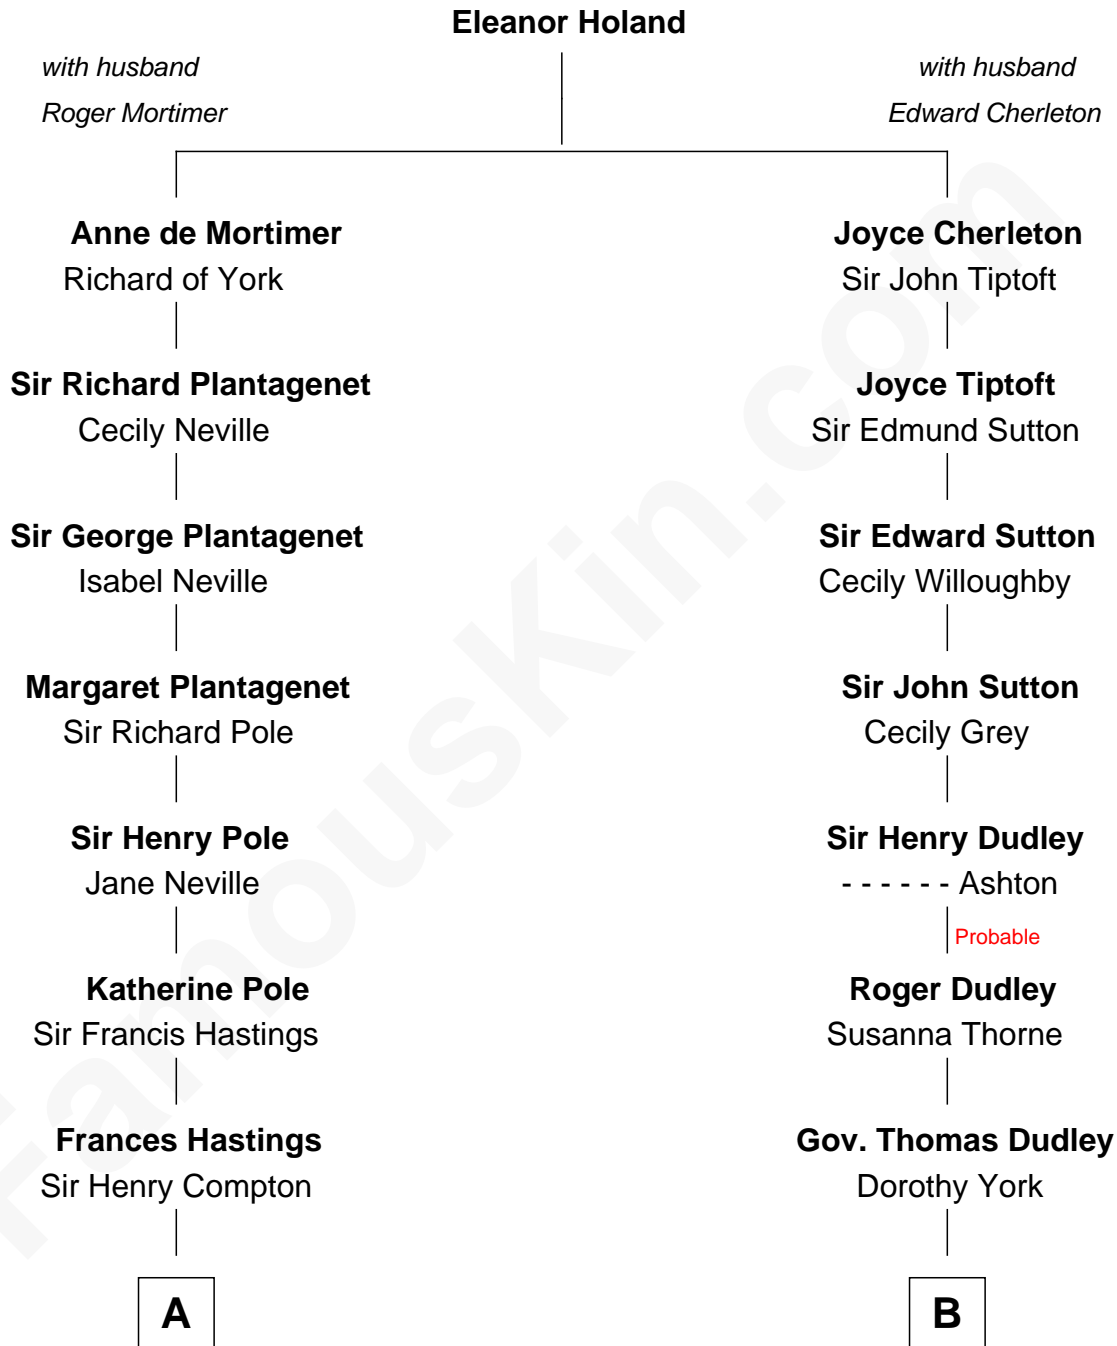 Eleanor Holand
with husband
Roger Mortimer
with husband
Edward Cherleton
Anne de Mortimer
Richard of York
Joyce Cherleton
Sir John Tiptoft
Sir Richard Plantagenet
Cecily Neville
Joyce Tiptoft
Sir Edmund Sutton
Sir George Plantagenet
Isabel Neville
Sir Edward Sutton
Cecily Willoughby
Margaret Plantagenet
Sir Richard Pole
Sir John Sutton
Cecily Grey
Sir Henry Pole
Jane Neville
Sir Henry Dudley
- - - - - - Ashton
Probable
Katherine Pole
Sir Francis Hastings
Roger Dudley
Susanna Thorne
Frances Hastings
Sir Henry Compton
Gov. Thomas Dudley
Dorothy York
A
B
FamousKin.com